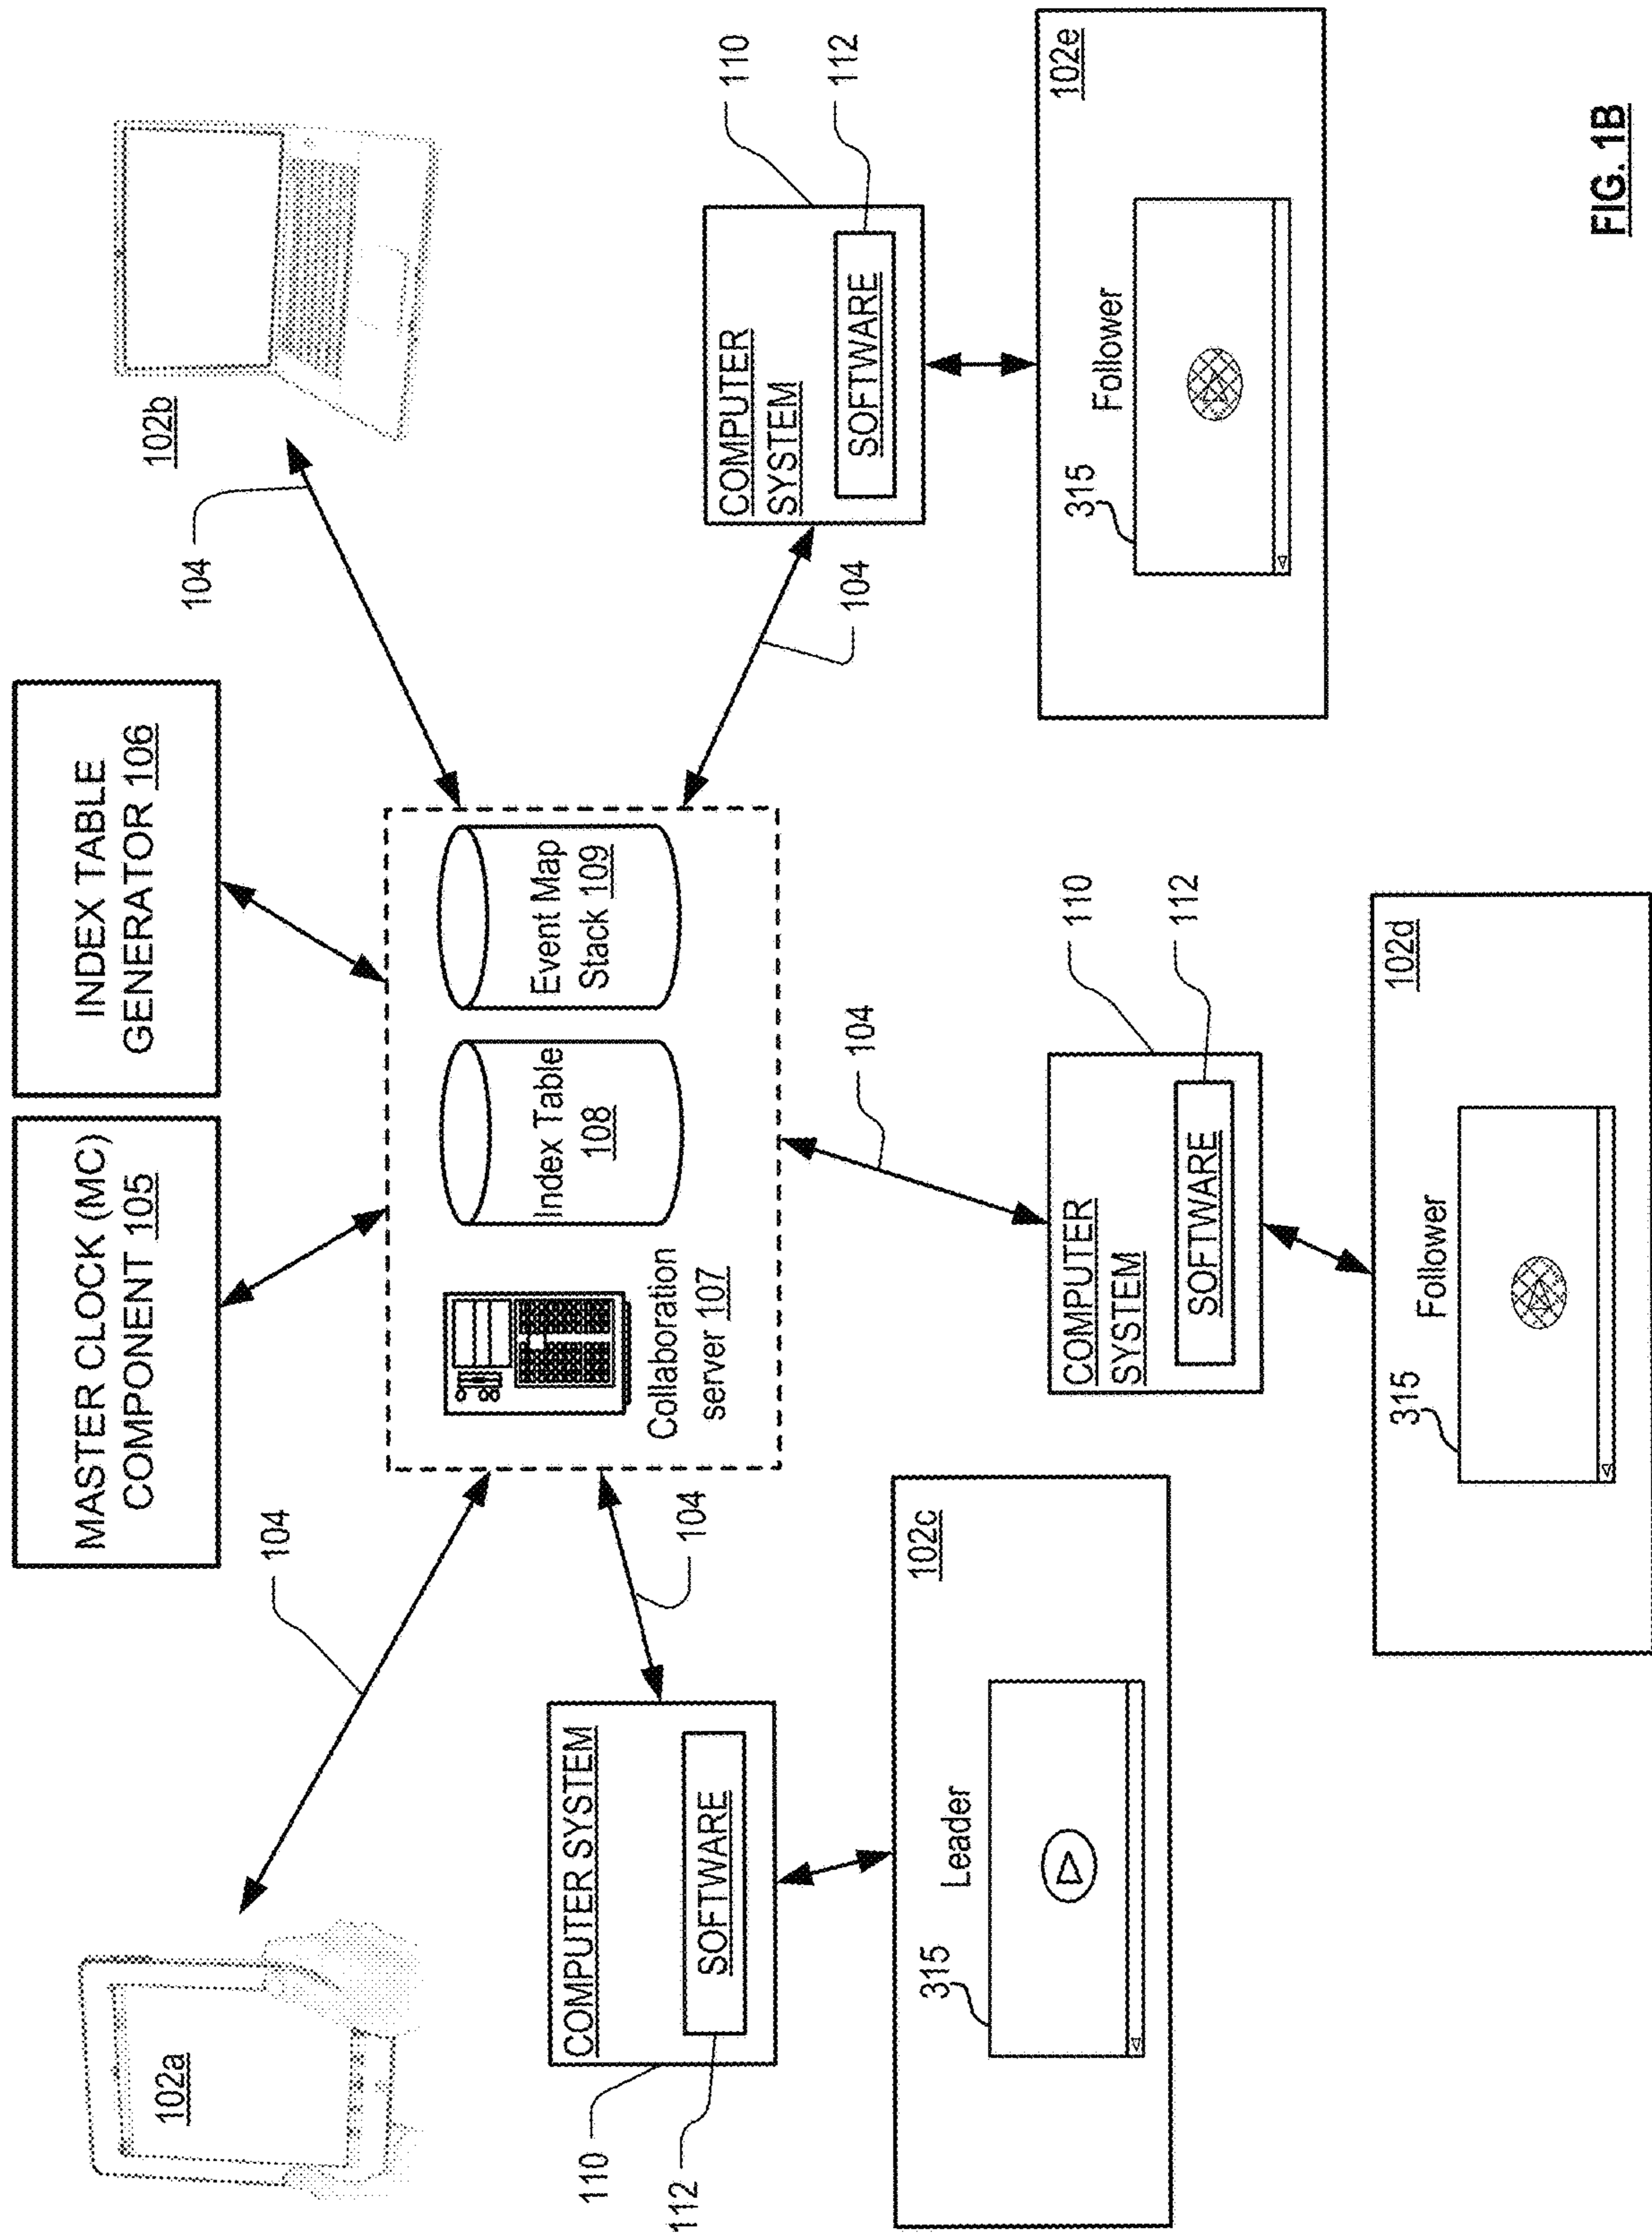 MASTER CLOCK (MC)
COMPONENT 105
INDEX TABLE
GENERATOR 106
102a
104
104
102b
Collaboration
server 107
Index Table
108
Event Map
Stack 109
104
104
104
COMPUTER SYSTEM
SOFTWARE
110
112
COMPUTER
SYSTEM
SOFTWARE
110
112
COMPUTER
SYSTEM
SOFTWARE
110
112
102c
Leader
315
102d
Follower
315
102e
Follower
315
FIG. 1B